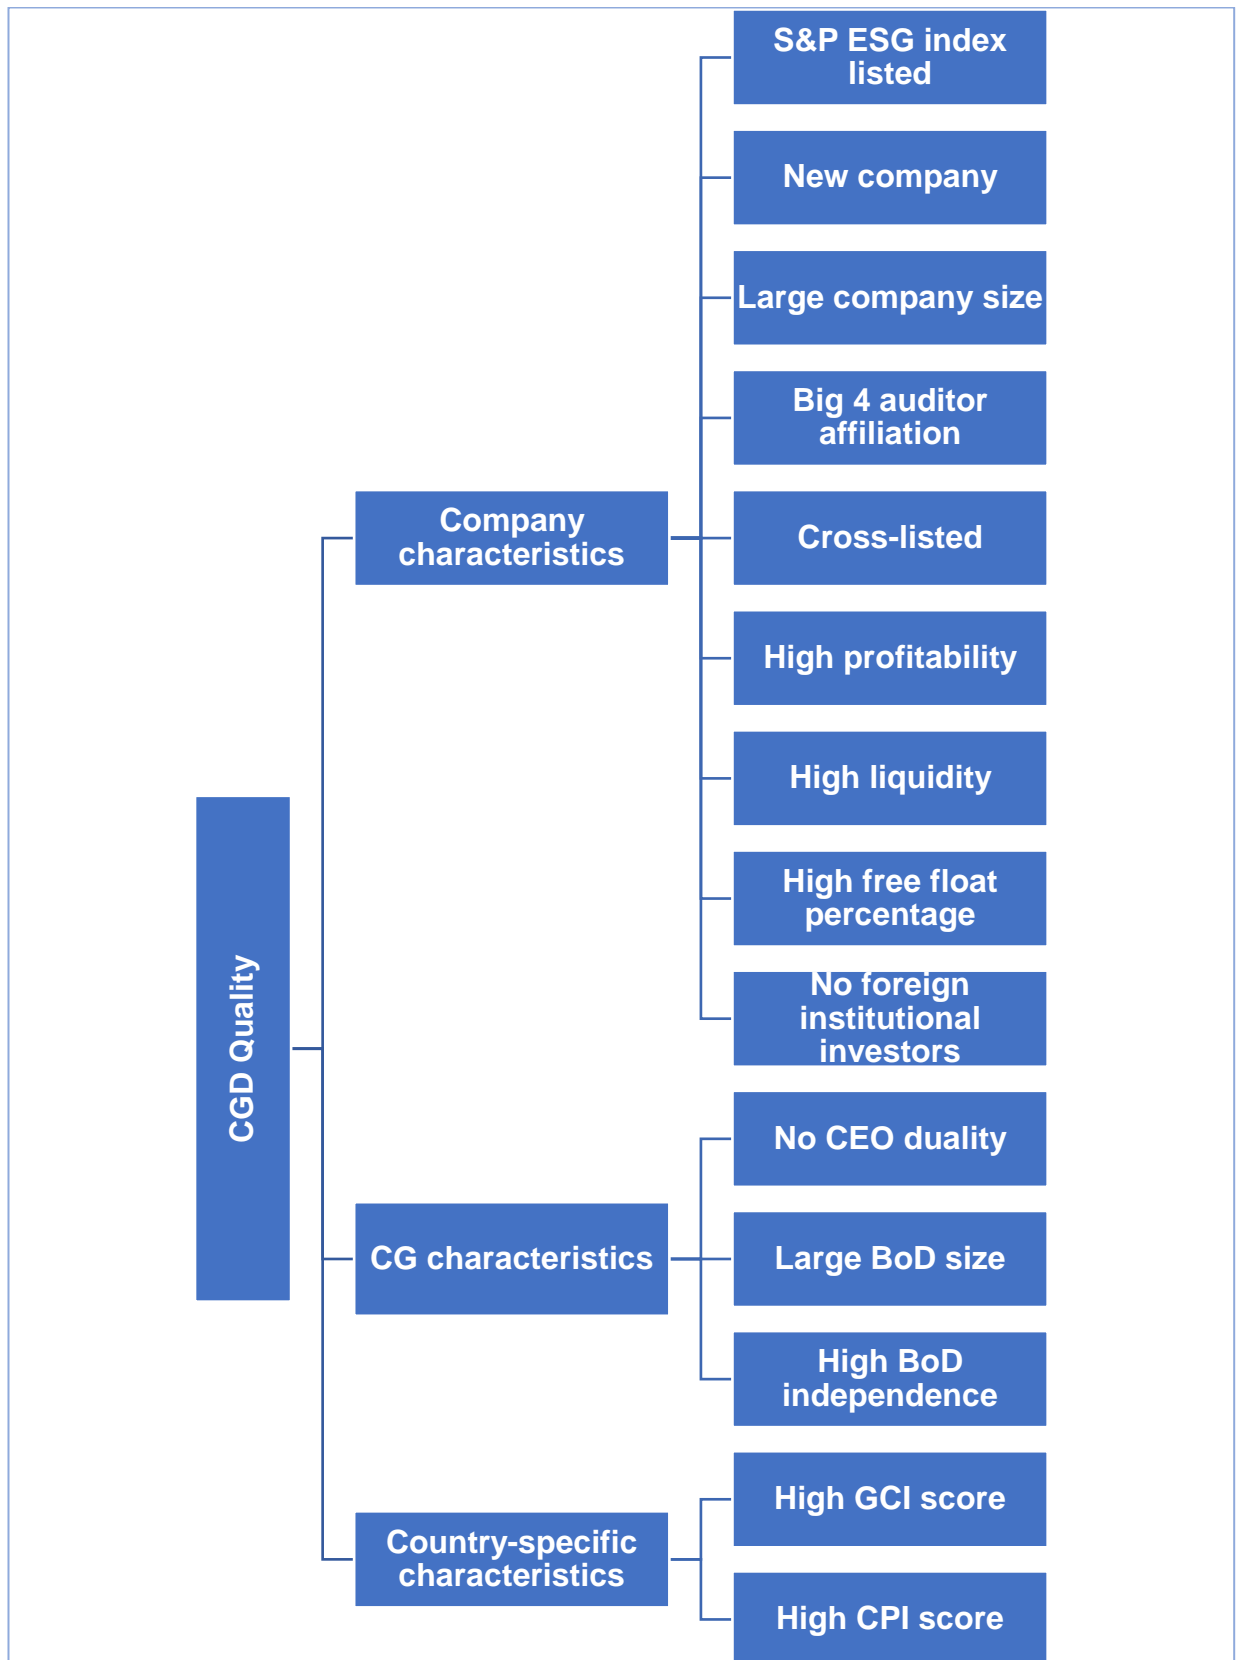 S&P ESG index
listed
New company
Large company size
Big 4 auditor
affiliation
Company
characteristics
Cross-listed
High profitability
High liquidity
High free float
percentage
No foreign
institutional
investors
CGD Quality
No CEO duality
CG characteristics
Large BoD size
High BoD
independence
High GCI score
Country-specific
characteristics
High CPI score